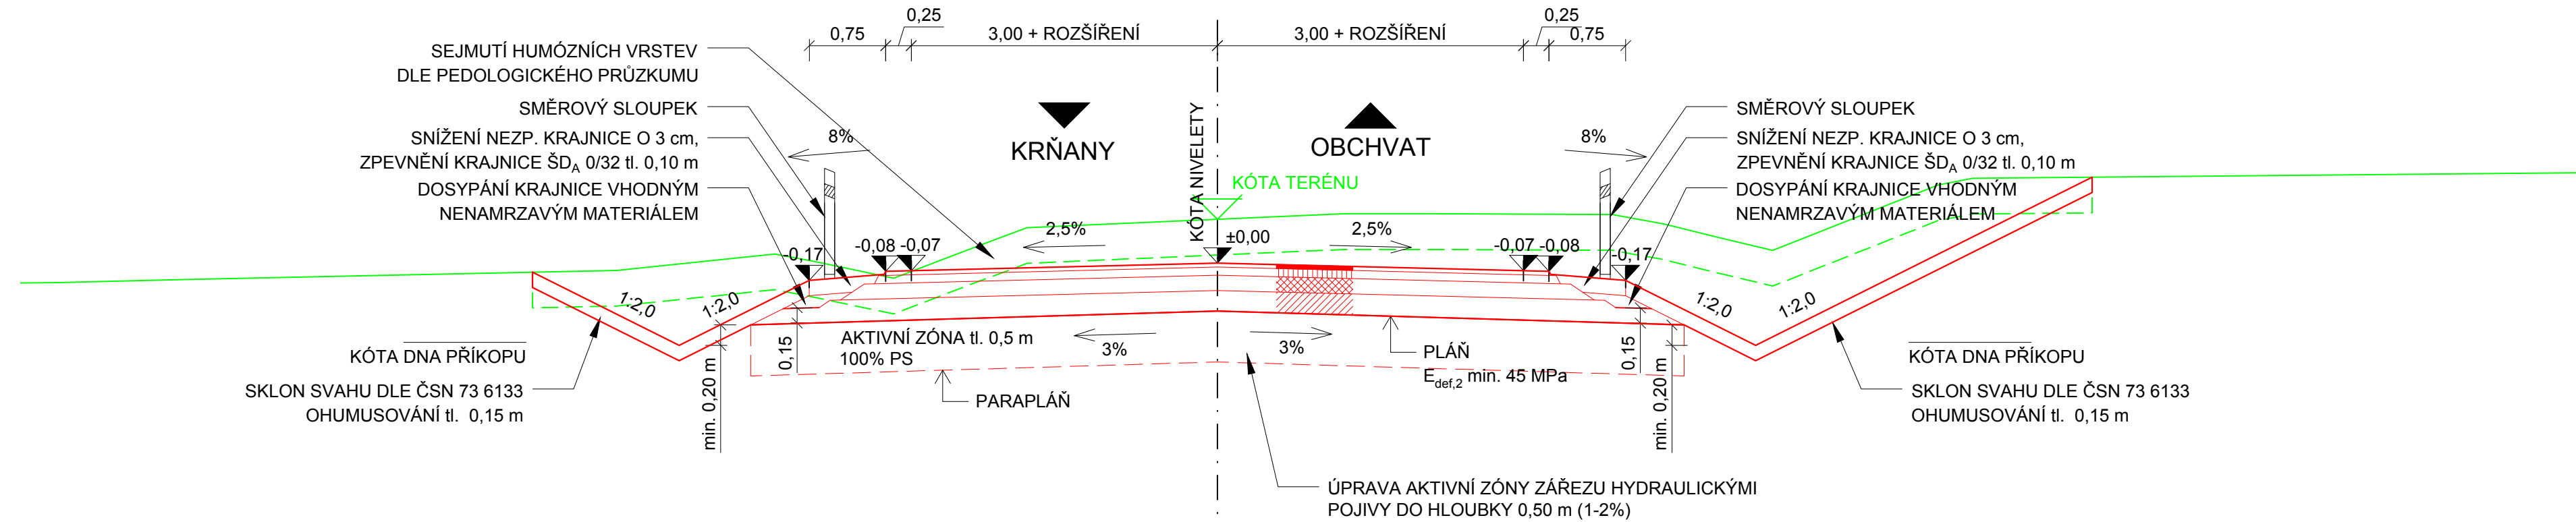 0,25
0,25
0,75
3,00 + ROZŠÍŘENÍ
3,00 + ROZŠÍŘENÍ
0,75
SEJMUTÍ HUMÓZNÍCH VRSTEV
DLE PEDOLOGICKÉHO PRŮZKUMU
SMĚROVÝ SLOUPEK
SNÍŽENÍ NEZP. KRAJNICE O 3 cm,
ZPEVNĚNÍ KRAJNICE ŠDA 0/32 tl. 0,10 m
DOSYPÁNÍ KRAJNICE VHODNÝM
NENAMRZAVÝM MATERIÁLEM
8%
KRŇANY
KÓTA NIVELETY
OBCHVAT
8%
KÓTA TERÉNU
SMĚROVÝ SLOUPEK
SNÍŽENÍ NEZP. KRAJNICE O 3 cm,
ZPEVNĚNÍ KRAJNICE ŠDA 0/32 tl. 0,10 m
DOSYPÁNÍ KRAJNICE VHODNÝM
NENAMRZAVÝM MATERIÁLEM
2,5%
2,5%
-0,17
-0,08
-0,07
±0,00
-0,07
-0,08
-0,17
1:2,0
1:2,0
1:2,0
1:2,0
KÓTA DNA PŘÍKOPU
SKLON SVAHU DLE ČSN 73 6133
OHUMUSOVÁNÍ tl. 0,15 m
min. 0,20 m
0,15
AKTIVNÍ ZÓNA tl. 0,5 m
100% PS
3%
3%
PARAPLÁŇ
PLÁŇ
Edef,2 min. 45 MPa
0,15
min. 0,20 m
KÓTA DNA PŘÍKOPU
SKLON SVAHU DLE ČSN 73 6133
OHUMUSOVÁNÍ tl. 0,15 m
ÚPRAVA AKTIVNÍ ZÓNY ZÁŘEZU HYDRAULICKÝMI
POJIVY DO HLOUBKY 0,50 m (1-2%)